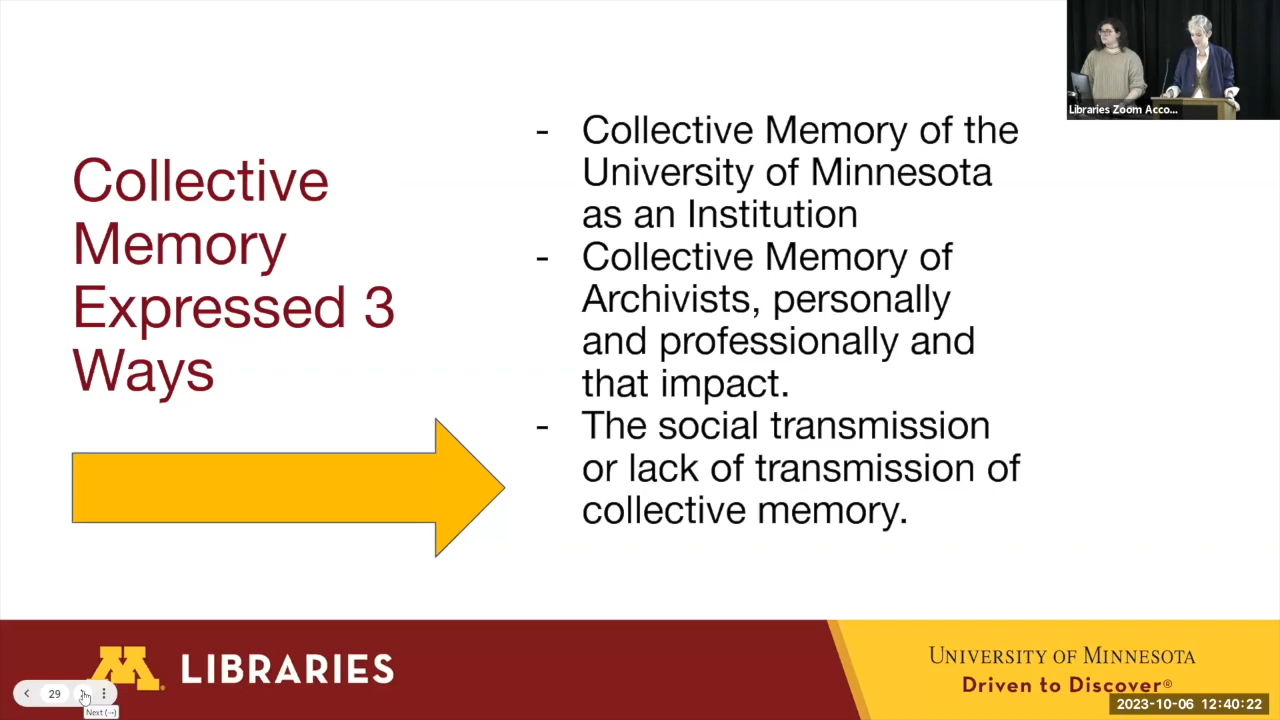 Libraries Zoom Acco...
Collective
Memory
Expressed 3
Ways
- Collective Memory of the
University of Minnesota
as an Institution
- Collective Memory of
Archivists, personally
and professionally and
that impact.
- The social transmission
or lack of transmission of
collective memory.
M LIBRARIES
UNIVERSITY OF MINNESOTA
Driven to Discover®
29
Next (→)
2023-10-06 12:40:22